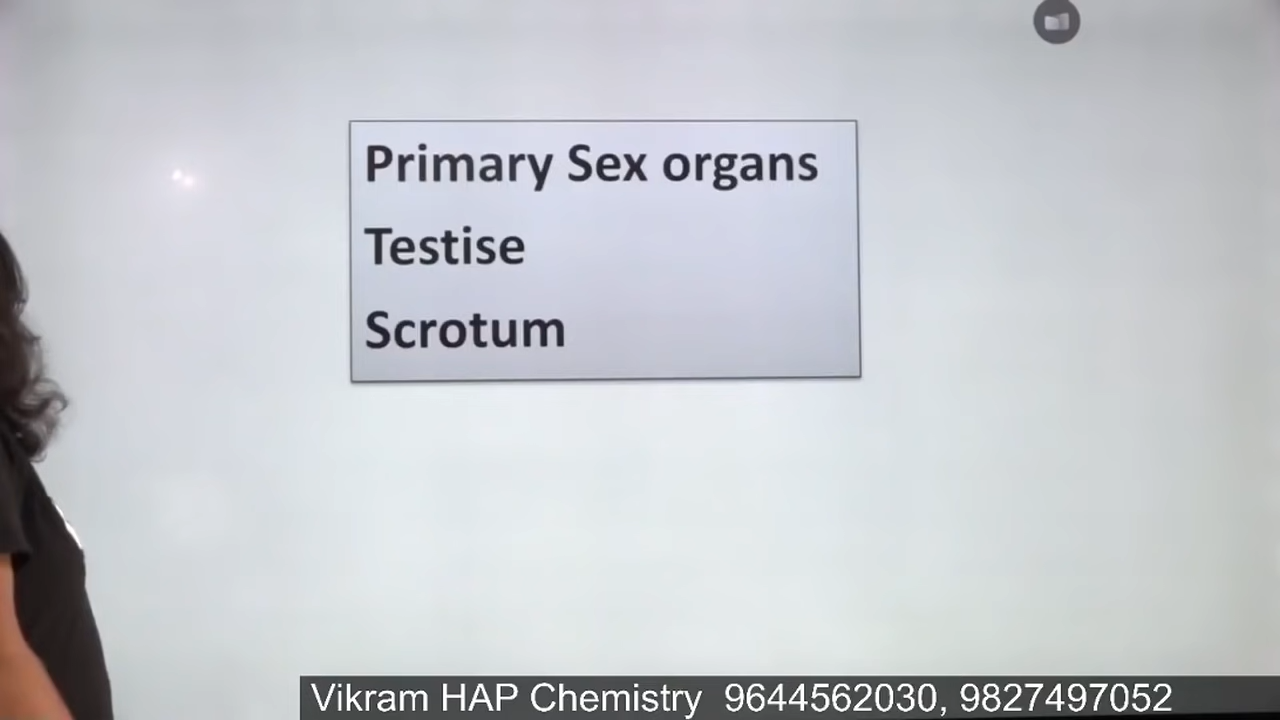 Primary Sex organs
Testise
Scrotum
Vikram HAP Chemistry 9644562030, 9827497052